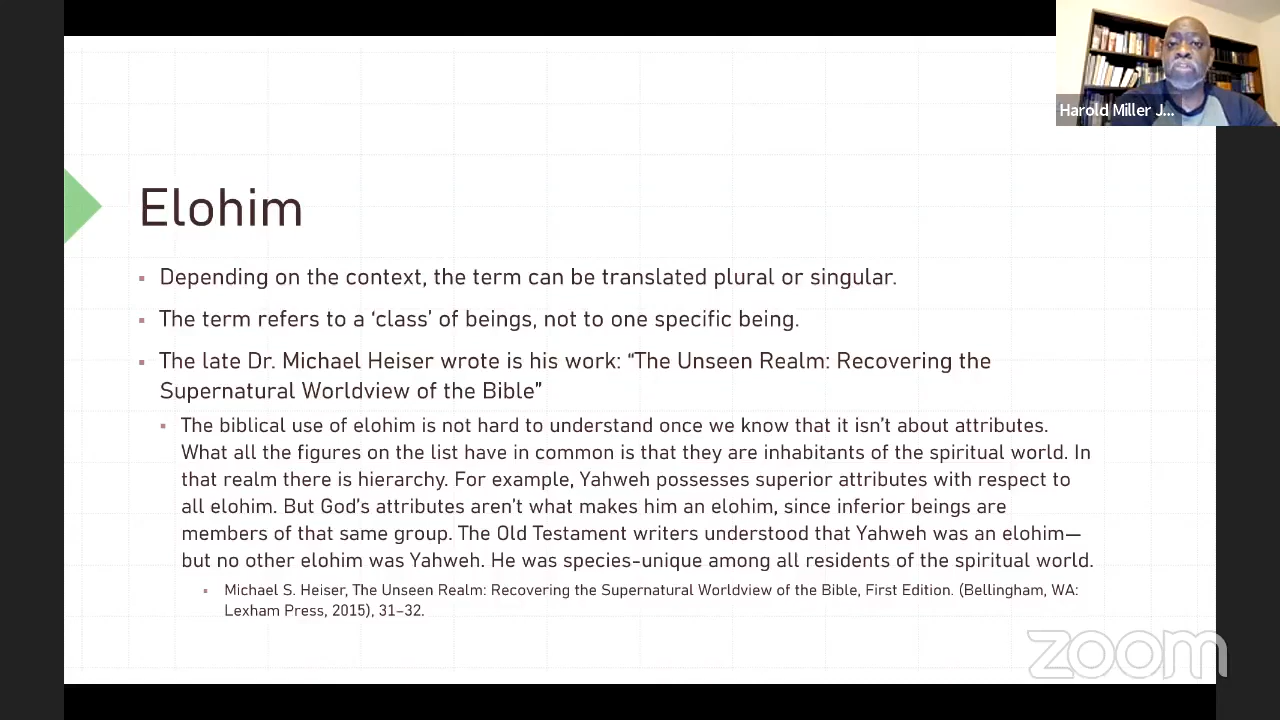 Harold Miller J...
Elohim
▪ Depending on the context, the term can be translated plural or singular.
▪ The term refers to a ‘class’ of beings, not to one specific being.
▪ The late Dr. Michael Heiser wrote is his work: “The Unseen Realm: Recovering the
Supernatural Worldview of the Bible”
▪ The biblical use of elohim is not hard to understand once we know that it isn’t about attributes.
What all the figures on the list have in common is that they are inhabitants of the spiritual world. In
that realm there is hierarchy. For example, Yahweh possesses superior attributes with respect to
all elohim. But God’s attributes aren’t what makes him an elohim, since inferior beings are
members of that same group. The Old Testament writers understood that Yahweh was an elohim—
but no other elohim was Yahweh. He was species-unique among all residents of the spiritual world.
▪ Michael S. Heiser, The Unseen Realm: Recovering the Supernatural Worldview of the Bible, First Edition. (Bellingham, WA:
Lexham Press, 2015), 31–32.
zoom